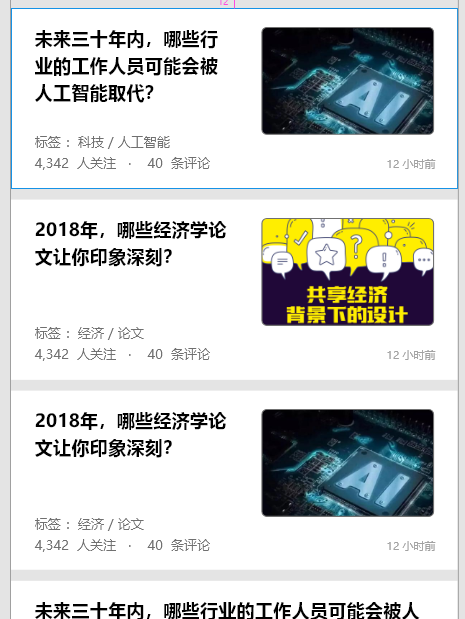 12
未来三十年内，哪些行
业的工作人员可能会被
人工智能取代？
AI
标签：科技 / 人工智能
4,342 人关注 · 40 条评论
12 小时前
2018年，哪些经济学论
文让你印象深刻？
共享经济
背景下的设计
标签：经济 / 论文
4,342 人关注 · 40 条评论
12 小时前
2018年，哪些经济学论
文让你印象深刻？
AI
标签：经济 / 论文
4,342 人关注 · 40 条评论
12 小时前
未来三十年内，哪些行业的工作人员可能会被人